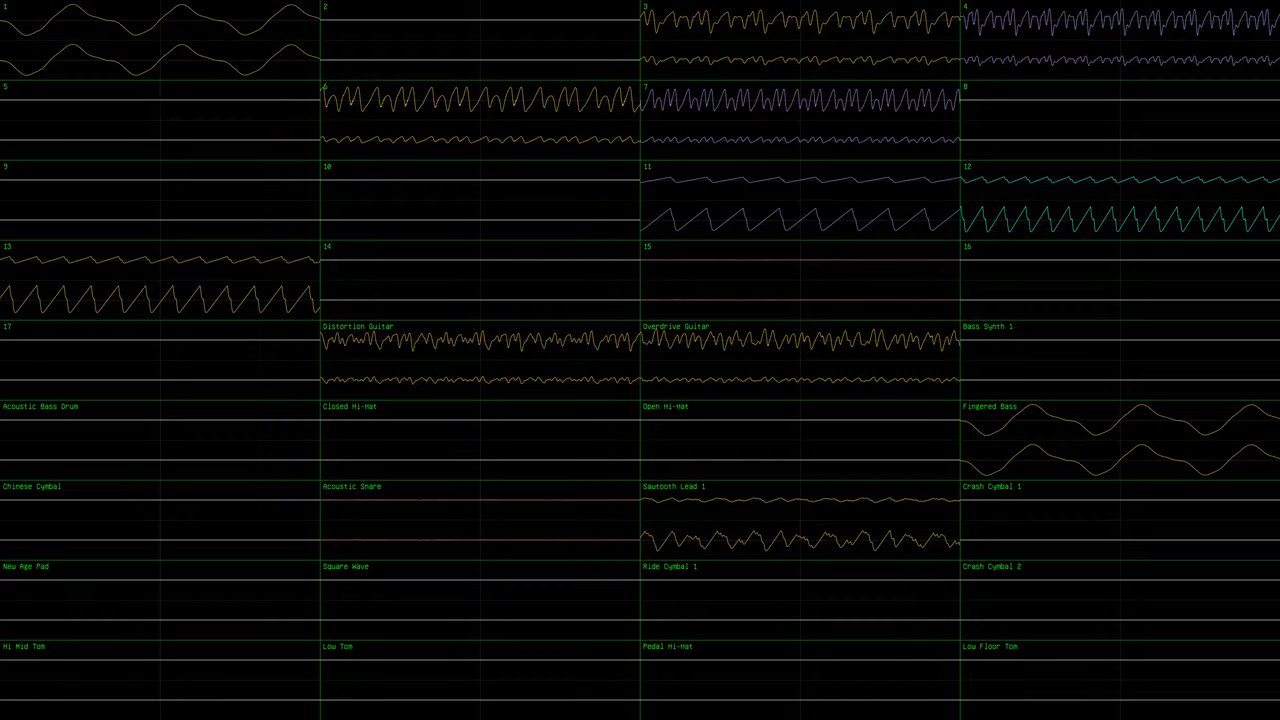 1
2
3
4
5
6
7
8
9
10
11
12
13
14
15
16
17
Distortion Guitar
Overdrive Guitar
Bass Synth 1
Acoustic Bass Drum
Closed Hi-Hat
Open Hi-Hat
Fingered Bass
Chinese Cymbal
Acoustic Snare
Sawtooth Lead 1
Crash Cymbal 1
New Age Pad
Square Wave
Ride Cymbal 1
Crash Cymbal 2
Hi Mid Tom
Low Tom
Pedal Hi-Hat
Low Floor Tom